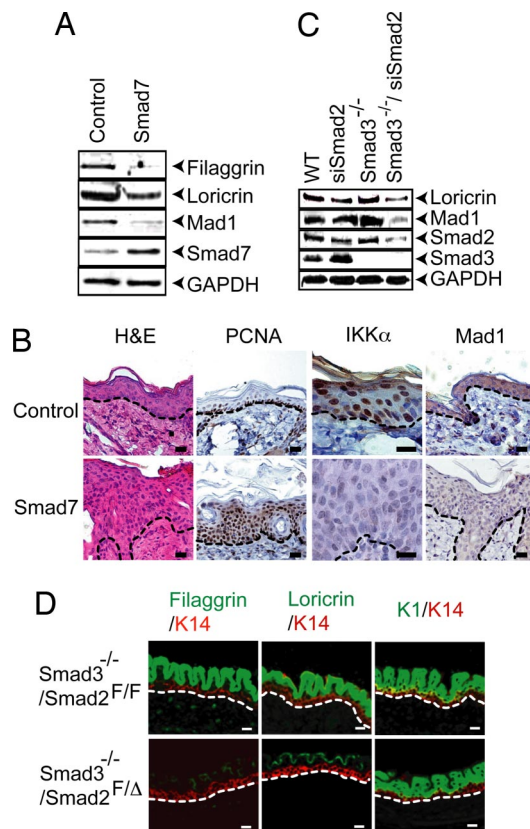 A
Control
Smad7
Filaggrin
Loricrin
Mad1
Smad7
GAPDH
C
WT
siSmad2
Smad3-/-
Smad3-/-/ siSmad2
Loricrin
Mad1
Smad2
Smad3
GAPDH
B
H&E PCNA IKKα Mad1
Control
Smad7
D
Filaggrin Loricrin K1/K14
/K14 /K14
Smad3-/-
/Smad2F/F
Smad3-/-
/Smad2F/Δ